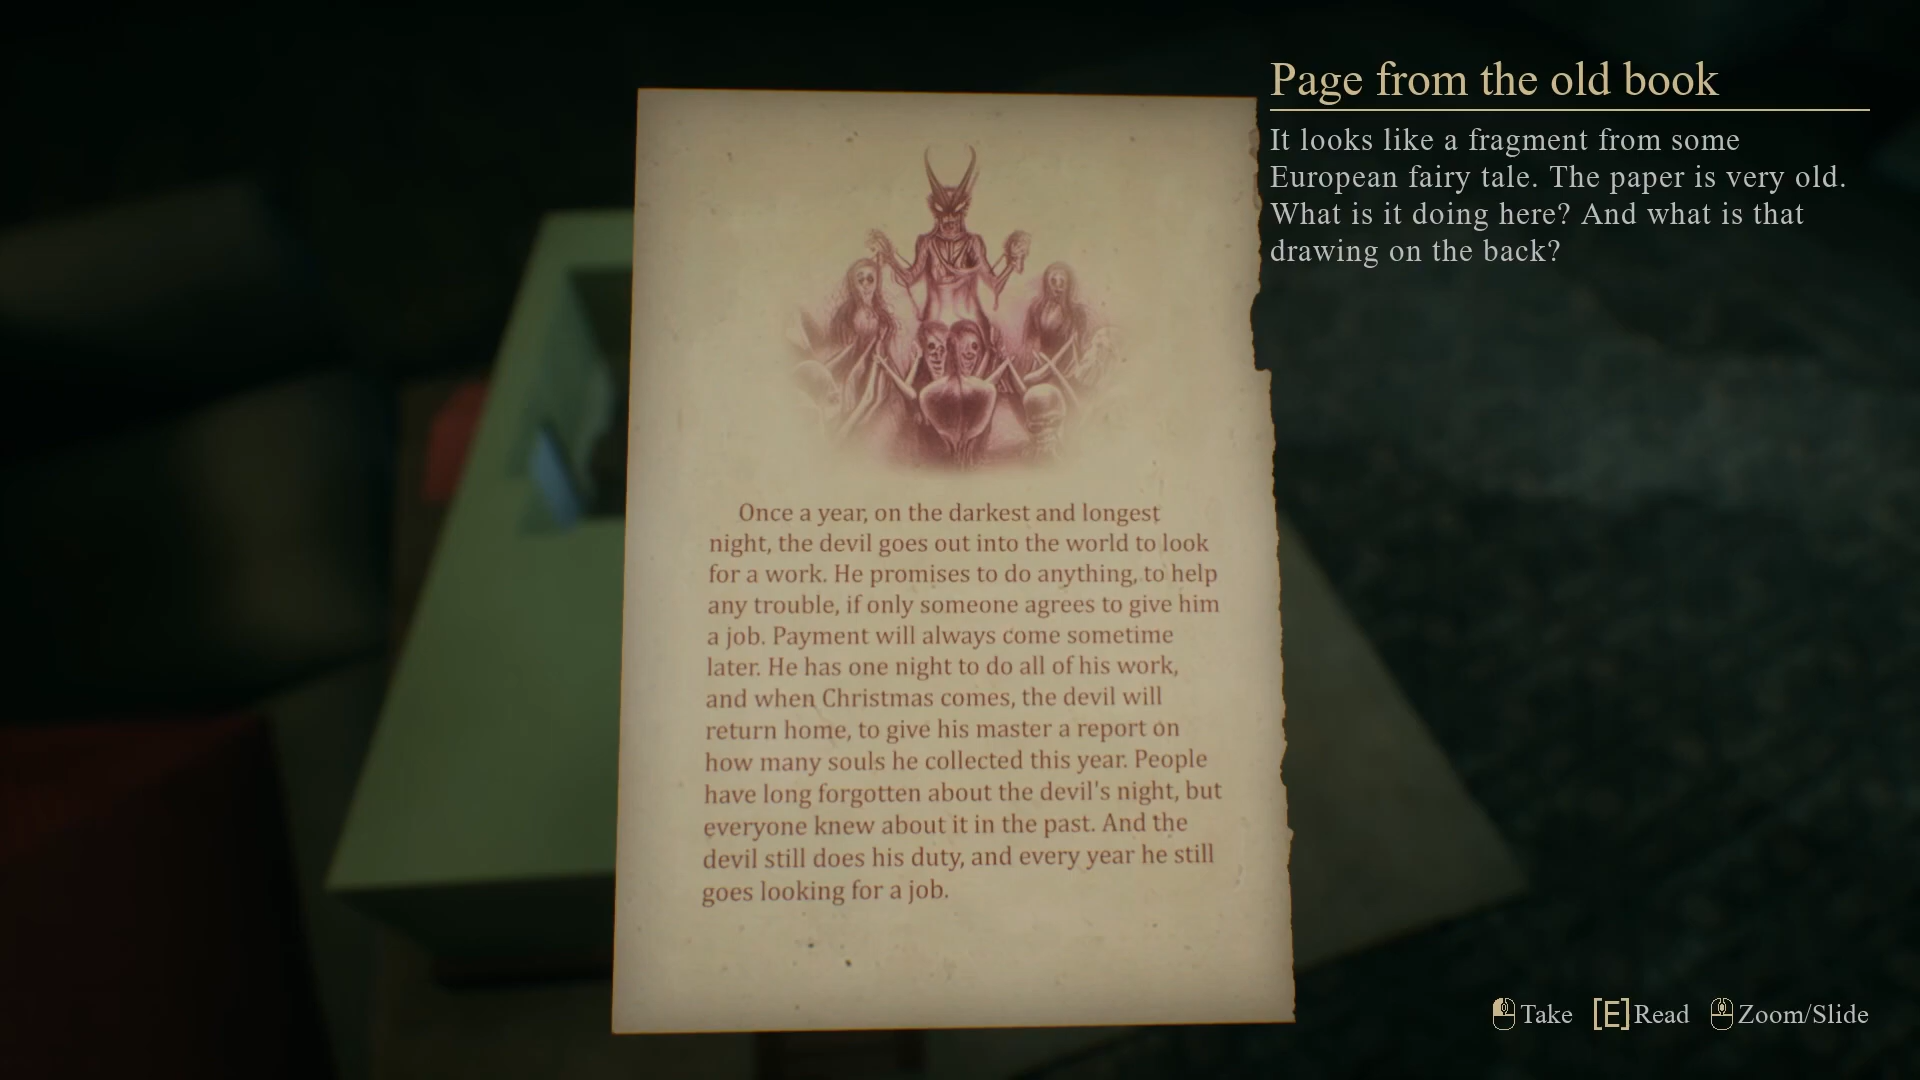 Page from the old book
It looks like a fragment from some
European fairy tale. The paper is very old.
What is it doing here? And what is that
drawing on the back?
Once a year, on the darkest and longest
night, the devil goes out into the world to look
for a work. He promises to do anything, to help
any trouble, if only someone agrees to give him
a job. Payment will always come sometime
later. He has one night to do all of his work,
and when Christmas comes, the devil will
return home, to give his master a report on
how many souls he collected this year. People
have long forgotten about the devil's night, but
everyone knew about it in the past. And the
devil still does his duty, and every year he still
goes looking for a job.
Take [E] Read Zoom/Slide